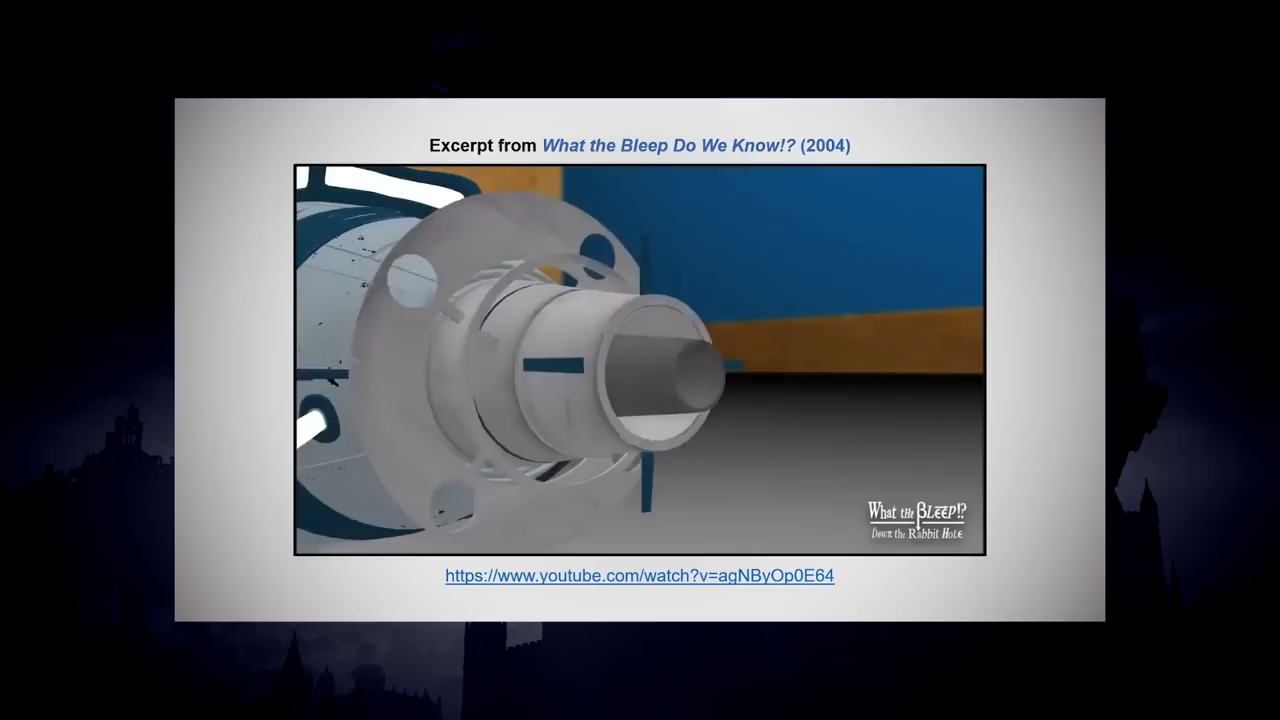 Excerpt from What the Bleep Do We Know!? (2004)
What tHe βLEEP!?
Down the Rabbit HoLE
https://www.youtube.com/watch?v=agNByOp0E64